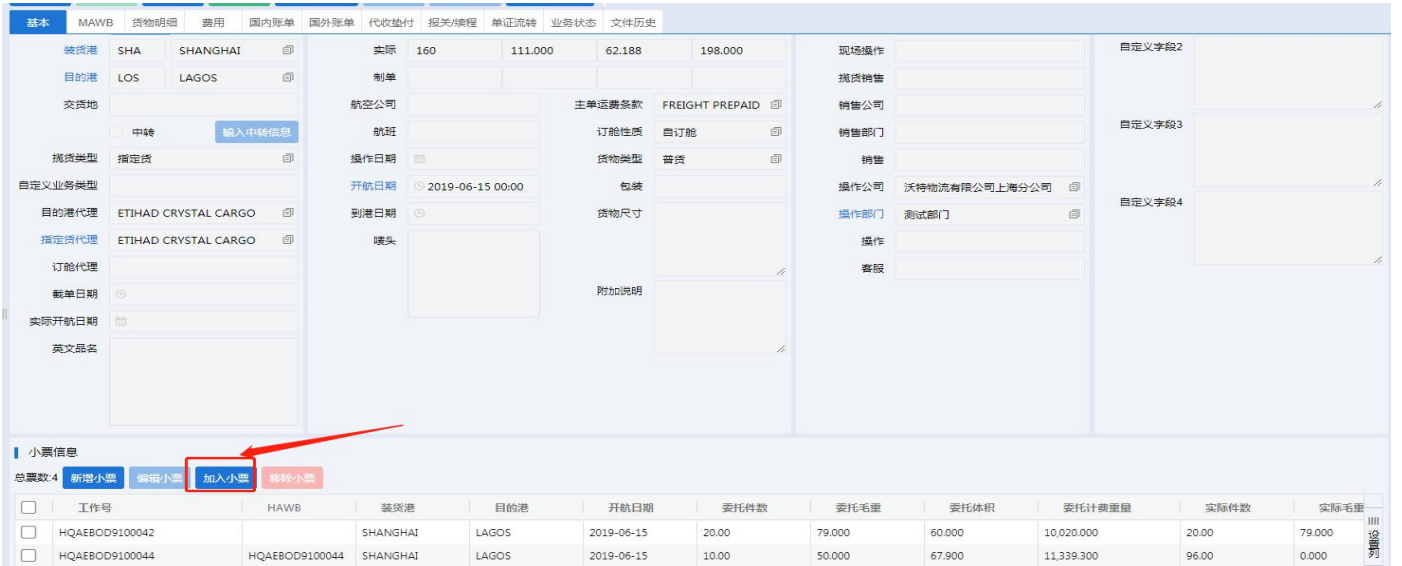 基本 MAWB 货物明细 费用 国内账单 国外账单 代收垫付 报关/续程 单证流转 业务状态 文件历史
装货港 SHA SHANGHAI 实际 160 111.000 62.188 198.000 现场操作 自定义字段2
目的港 LOS LAGOS 制单 揽货销售
交货地 航空公司 主单运费条款 FREIGHT PREPAID 销售公司
中转 输入中转信息 航班 订舱性质 自订舱 销售部门 自定义字段3
揽货类型 指定货 操作日期 货物类型 普货 销售
自定义业务类型 开航日期 2019-06-15 00:00 包装 操作公司 沃特物流有限公司上海分公司
目的港代理 ETIHAD CRYSTAL CARGO 到港日期 货物尺寸 操作部门 测试部门 自定义字段4
指定货代理 ETIHAD CRYSTAL CARGO 唛头 操作
订舱代理 客服
截单日期 附加说明
实际开航日期
英文品名
小票信息
总票数:4 新增小票 编辑小票 加入小票 移除小票
工作号 HAWB 装货港 目的港 开航日期 委托件数 委托毛重 委托体积 委托计费重量 实际件数 实际毛重
HQAEBOD9100042 SHANGHAI LAGOS 2019-06-15 20.00 79.000 60.000 10,020.000 20.00 79.000
HQAEBOD9100044 HQAEBOD9100044 SHANGHAI LAGOS 2019-06-15 10.00 50.000 67.900 11,339.300 96.00 0.000
设置列